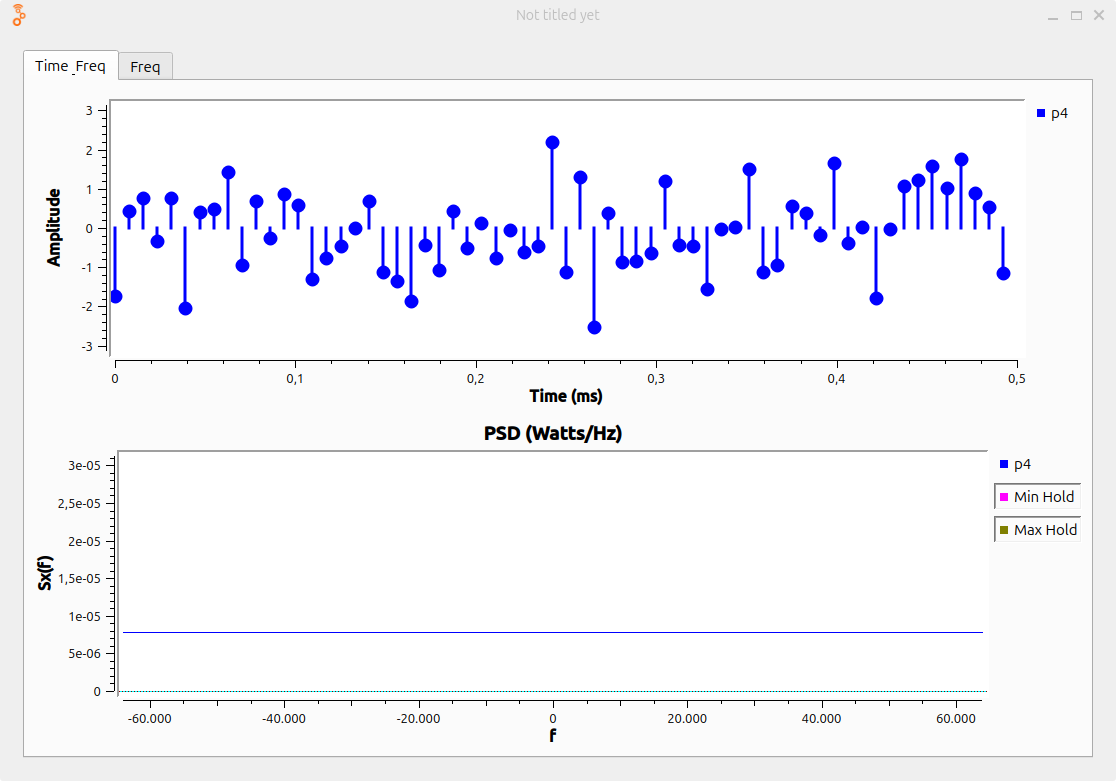 Not titled yet
Time_Freq
Freq
p4
3
2
1
0
-1
-2
-3
Amplitude
0
0,1
0,2
0,3
0,4
0,5
Time (ms)
PSD (Watts/Hz)
p4
Min Hold
Max Hold
3e-05
2,5e-05
2e-05
1,5e-05
1e-05
5e-06
0
Sx(f)
-60.000
-40.000
-20.000
0
20.000
40.000
60.000
f